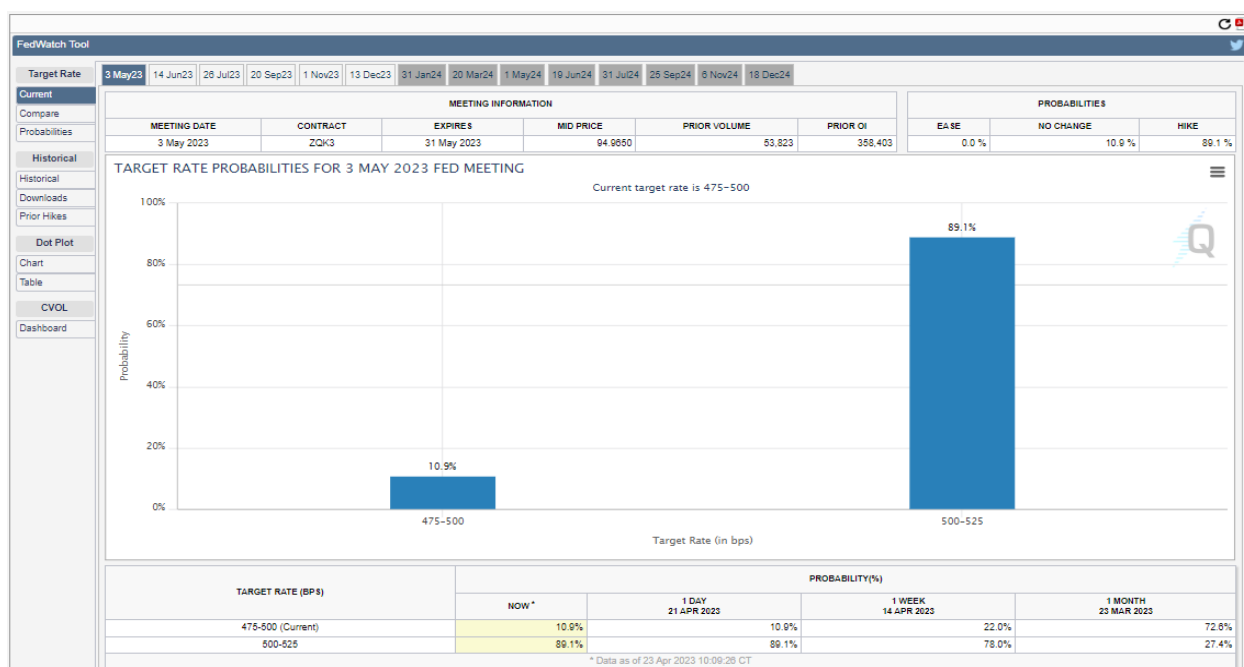 FedWatch Tool
Target Rate
Current
Compare
Probabilities
Historical
Historical
Downloads
Prior Hikes
Dot Plot
Chart
Table
CVOL
Dashboard
3 May23 14 Jun23 26 Jul23 20 Sep23 1 Nov23 13 Dec23 31 Jan24 20 Mar24 1 May24 19 Jun24 31 Jul24 25 Sep24 6 Nov24 18 Dec24
MEETING INFORMATION
MEETING DATE CONTRACT EXPIRES MID PRICE PRIOR VOLUME PRIOR OI
3 May 2023 ZQK3 31 May 2023 94.9650 53,823 358,403
PROBABILITIES
EASE NO CHANGE HIKE
0.0 % 10.9 % 89.1 %
TARGET RATE PROBABILITIES FOR 3 MAY 2023 FED MEETING
Current target rate is 475-500
100%
80%
60%
40%
20%
0%
Probability
10.9%
89.1%
Q
475-500 500-525
Target Rate (in bps)
TARGET RATE (BPS) PROBABILITY(%)
NOW * 1 DAY 1 WEEK 1 MONTH
21 APR 2023 14 APR 2023 23 MAR 2023
475-500 (Current) 10.9% 10.9% 22.0% 72.6%
500-525 89.1% 89.1% 78.0% 27.4%
* Data as of 23 Apr 2023 10:09:26 CT